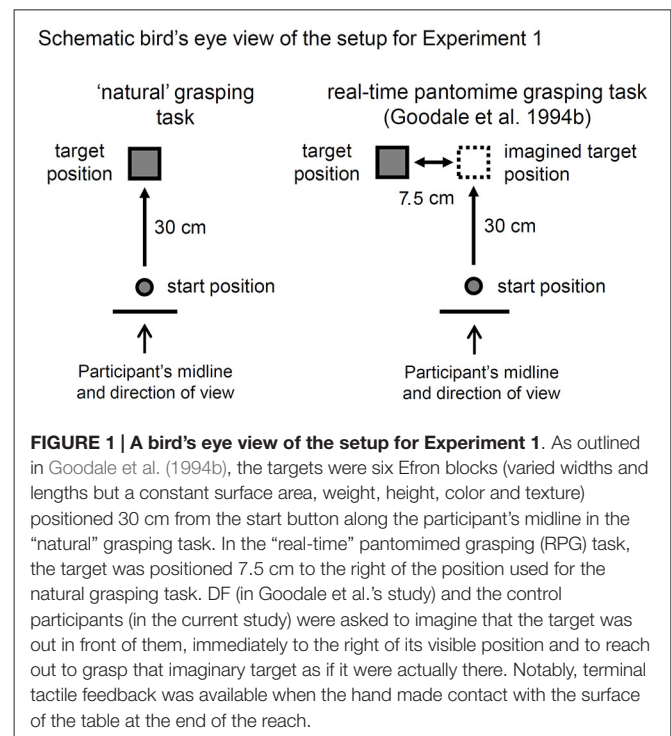 Schematic bird's eye view of the setup for Experiment 1
'natural' grasping
task
target
position
30 cm
start position
Participant's midline
and direction of view
real-time pantomime grasping task
(Goodale et al. 1994b)
target
position
imagined target
position
7.5 cm
30 cm
start position
Participant's midline
and direction of view
FIGURE 1 | A bird's eye view of the setup for Experiment 1. As outlined
in Goodale et al. (1994b), the targets were six Efron blocks (varied widths and
lengths but a constant surface area, weight, height, color and texture)
positioned 30 cm from the start button along the participant's midline in the
“natural” grasping task. In the “real-time” pantomimed grasping (RPG) task,
the target was positioned 7.5 cm to the right of the position used for the
natural grasping task. DF (in Goodale et al.'s study) and the control
participants (in the current study) were asked to imagine that the target was
out in front of them, immediately to the right of its visible position and to reach
out to grasp that imaginary target as if it were actually there. Notably, terminal
tactile feedback was available when the hand made contact with the surface
of the table at the end of the reach.